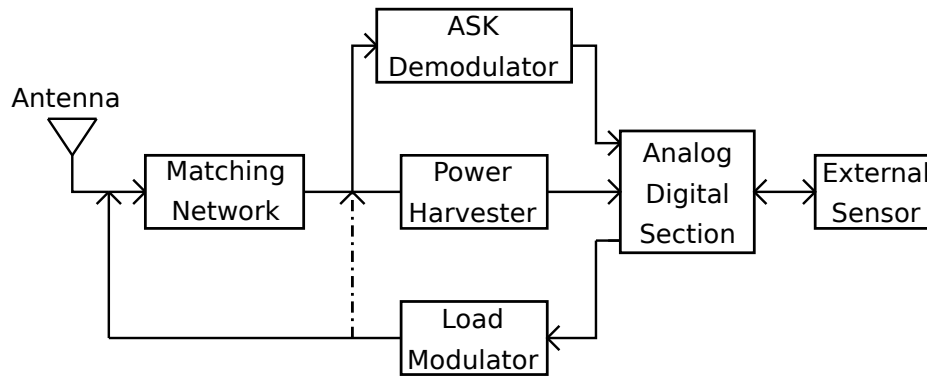 ASK
Demodulator
Antenna
Matching
Network
Power
Harvester
Analog
Digital
Section
External
Sensor
Load
Modulator